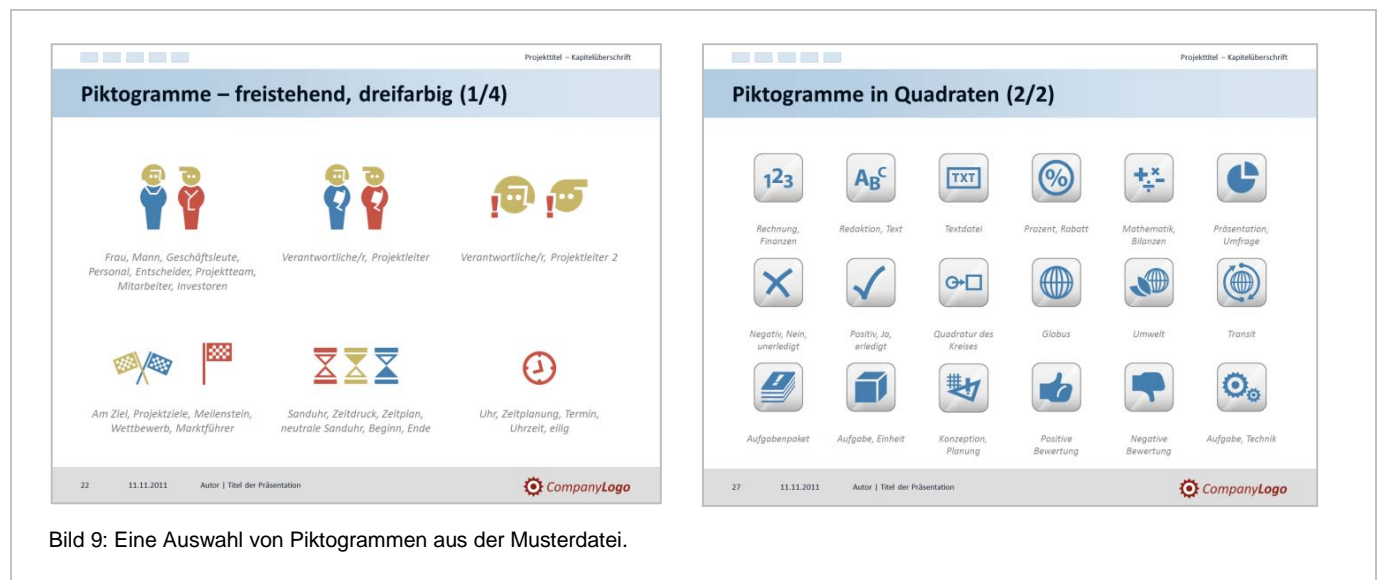 Projekttitel – Kapitelüberschrift
Piktogramme – freistehend, dreifarbig (1/4)
Frau, Mann, Geschäftsleute,
Personal, Entscheider, Projektteam,
Mitarbeiter, Investoren
Verantwortliche/r, Projektleiter
Verantwortliche/r, Projektleiter 2
Am Ziel, Projektziele, Meilenstein,
Wettbewerb, Marktführer
Sanduhr, Zeitdruck, Zeitplan,
neutrale Sanduhr, Beginn, Ende
Uhr, Zeitplanung, Termin,
Uhrzeit, eilig
22 11.11.2011 Autor | Titel der Präsentation CompanyLogo
Projekttitel – Kapitelüberschrift
Piktogramme in Quadraten (2/2)
123 ABC TXT %
Rechnung,
Finanzen
Redaktion, Text
Textdatei
Prozent, Rabatt
Mathematik,
Bilanzen
Präsentation,
Umfrage
Negativ, Nein,
unerledigt
Positiv, Ja,
erledigt
Quadratur des
Kreises
Globus
Umwelt
Transit
Aufgabenpaket
Aufgabe, Einheit
Konzeption,
Planung
Positive
Bewertung
Negative
Bewertung
Aufgabe, Technik
27 11.11.2011 Autor | Titel der Präsentation CompanyLogo
Bild 9: Eine Auswahl von Piktogrammen aus der Musterdatei.